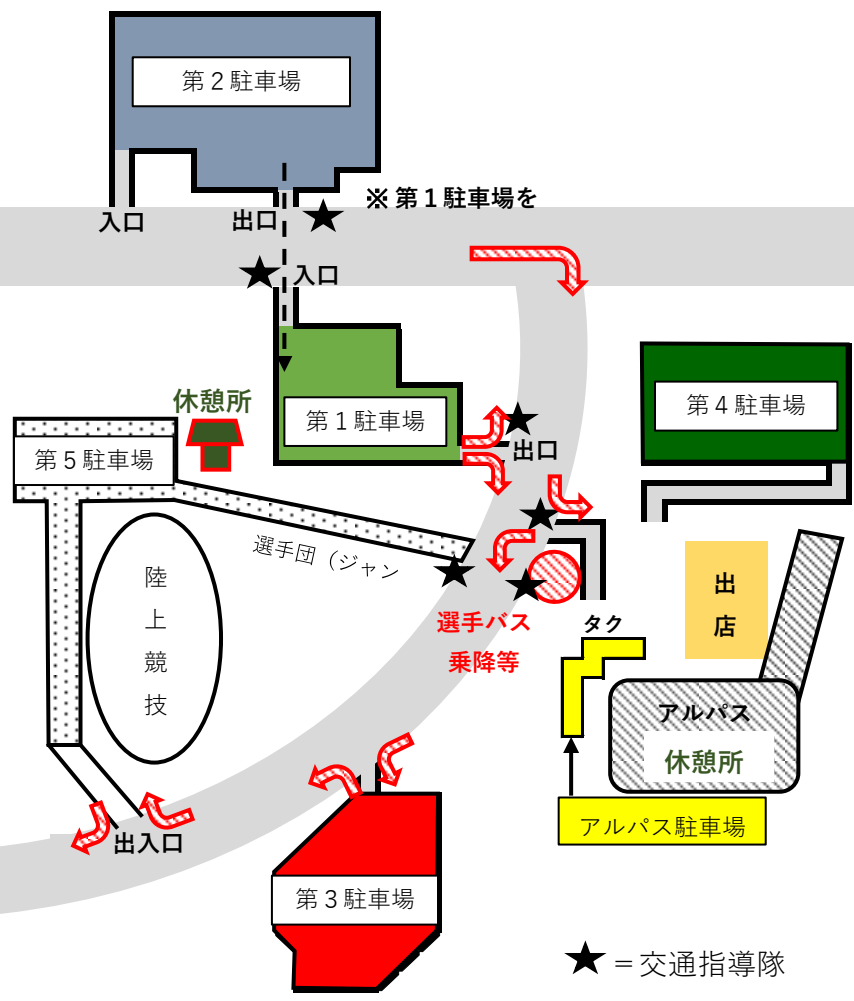 第２駐車場
※第１駐車場を
入口
出口
入口
休憩所
第１駐車場
第４駐車場
第５駐車場
出口
選手団（ジャン
陸上競技
選手バス
乗降等
タク
出店
アルパス
休憩所
アルパス駐車場
出入口
第３駐車場
★＝交通指導隊